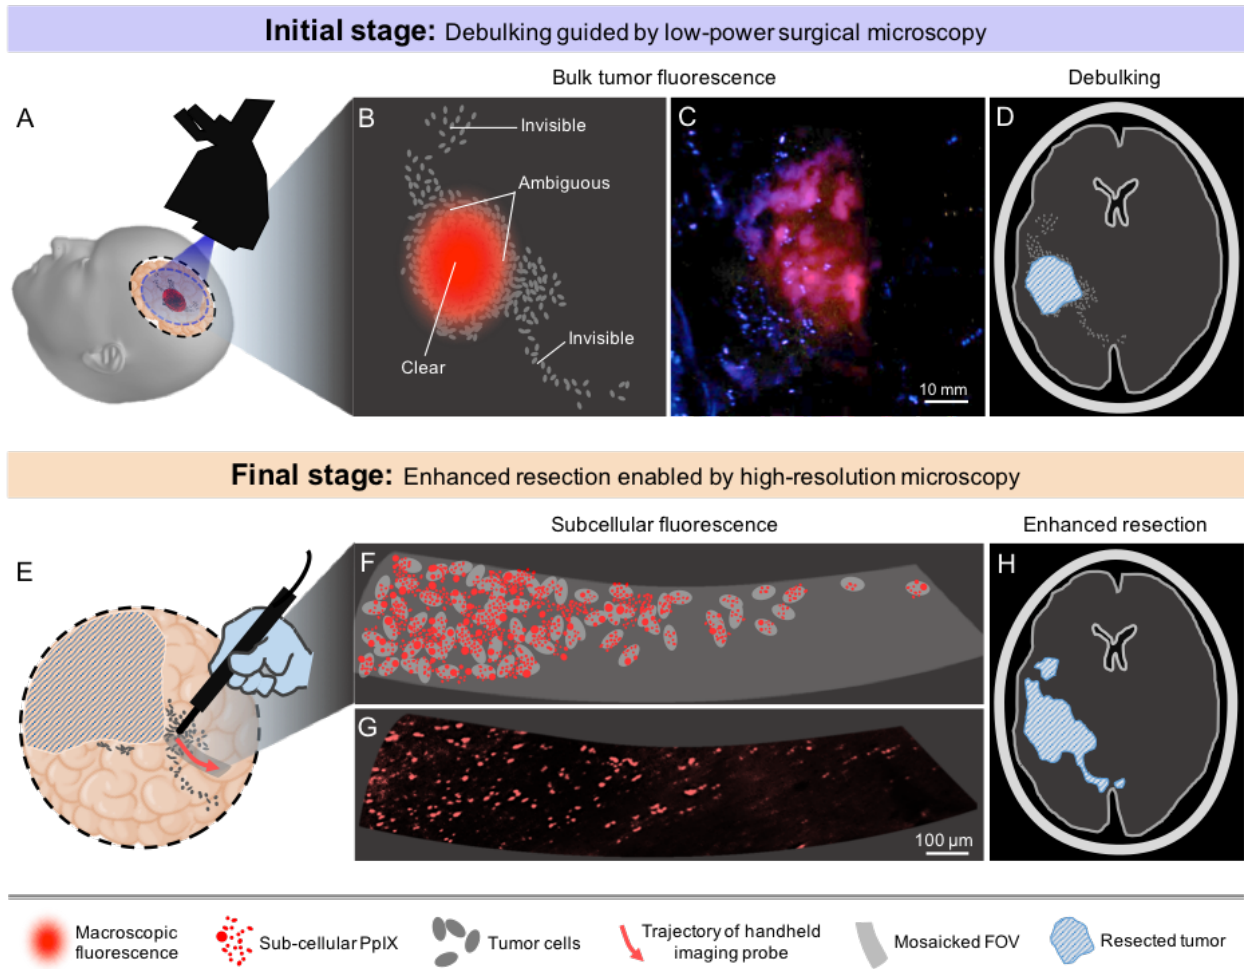 Initial stage: Debulking guided by low-power surgical microscopy
Bulk tumor fluorescence
Debulking
A
B
Invisible
Ambiguous
Clear
Invisible
C
10 mm
D
Final stage: Enhanced resection enabled by high-resolution microscopy
Subcellular fluorescence
Enhanced resection
E
F
G
100 µm
H
Macroscopic
fluorescence
Sub-cellular PpIX
Tumor cells
Trajectory of handheld
imaging probe
Mosaicked FOV
Resected tumor